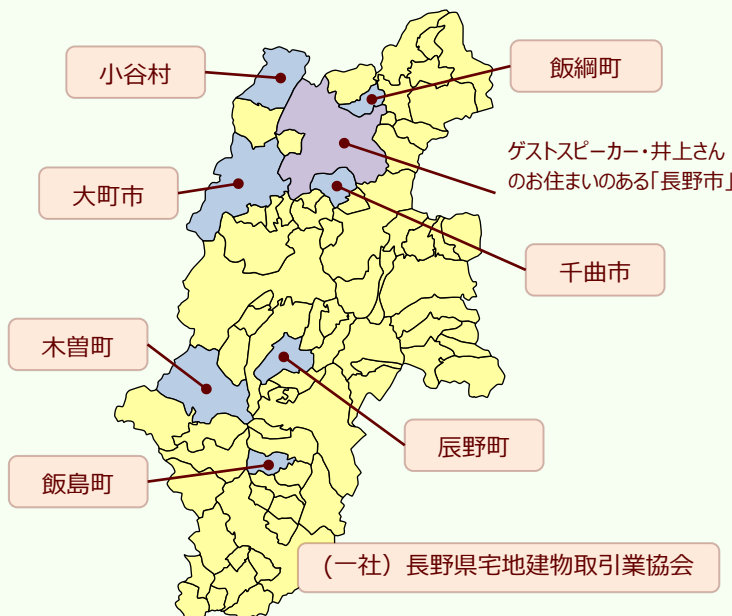 小谷村
飯綱町
ゲストスピーカー・井上さん
のお住まいのある「長野市」
大町市
千曲市
木曽町
辰野町
飯島町
(一社）長野県宅地建物取引業協会